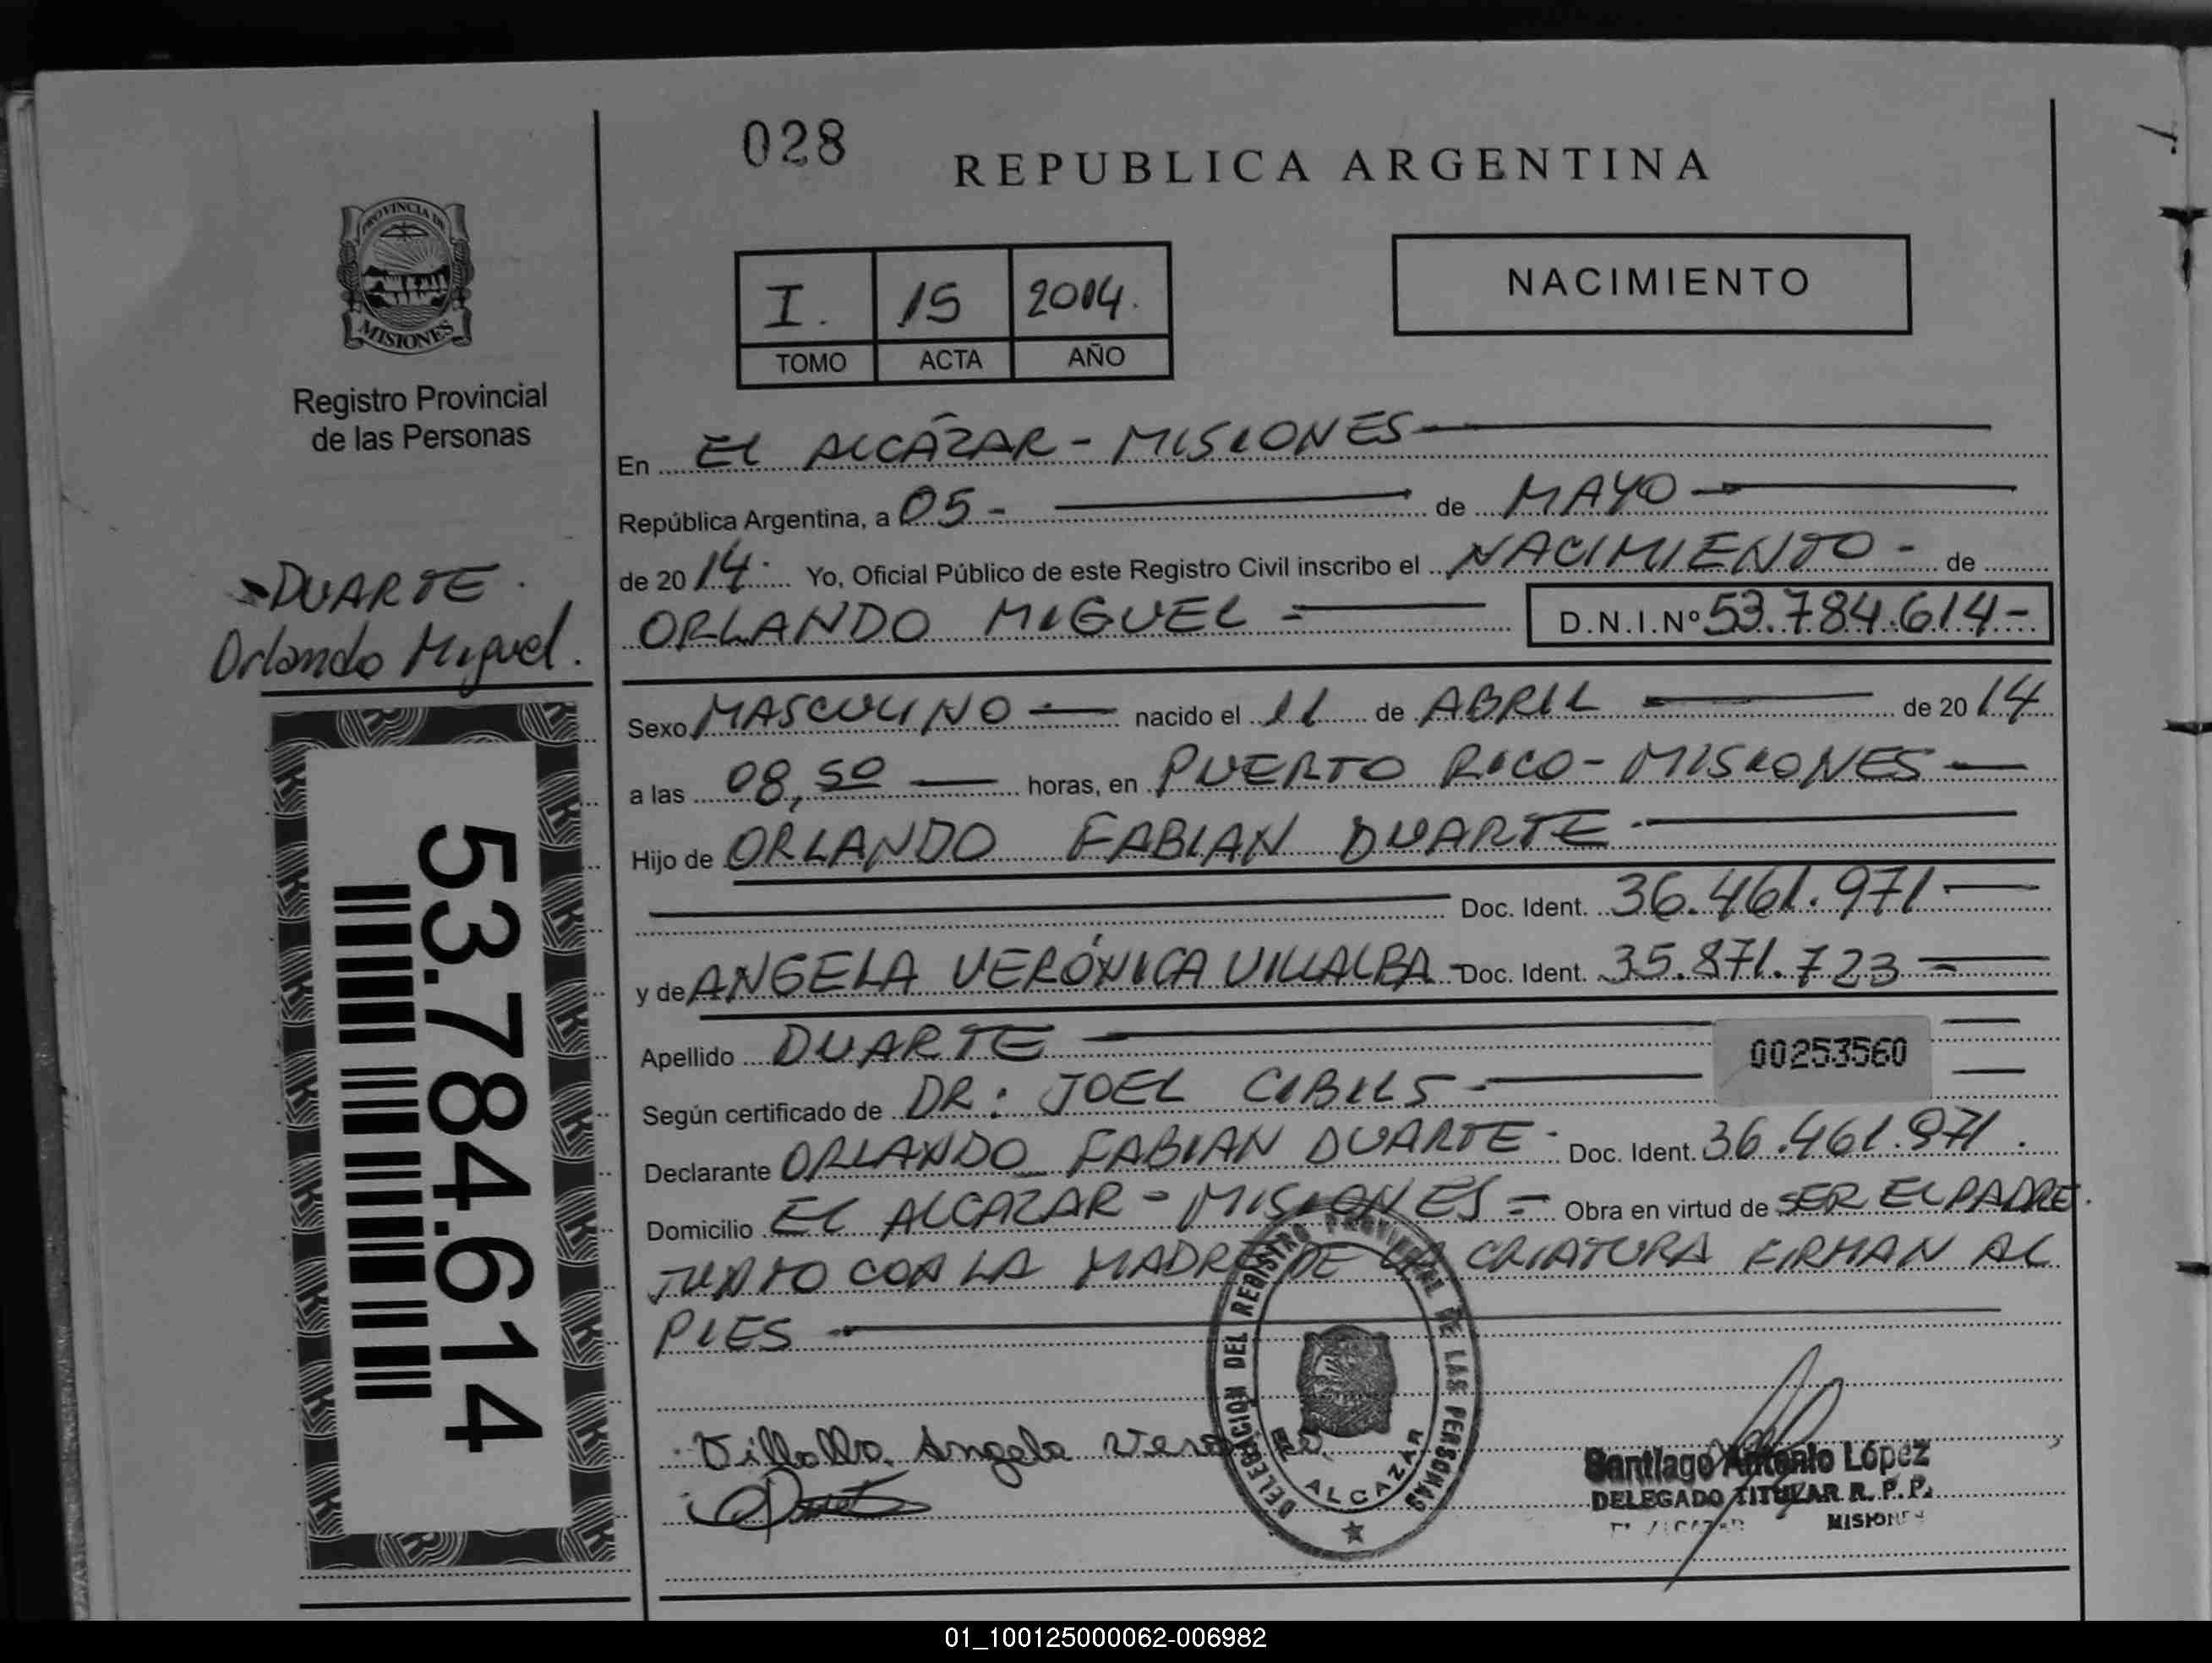 028
REPUBLICA ARGENTINA
PROVINCIA DE
MISIONES
Registro Provincial
de las Personas
I. 15 2014.
TOMO ACTA AÑO
NACIMIENTO
En EL ALCÁZAR - MISIONES
República Argentina, a 05 - de MAYO
de 2014. Yo, Oficial Público de este Registro Civil inscribo el NACIMIENTO - de
ORLANDO MIGUEL = D.N.I.Nº 53.784.614-
DUARTE.
Orlando Miguel.
Sexo MASCULINO nacido el 11 de ABRIL de 2014
a las 08,50 horas, en PUERTO RICO - MISIONES
Hijo de ORLANDO FABIAN DUARTE
Doc. Ident. 36.461.971
y de ANGELA VERÓNICA VILLALBA Doc. Ident. 35.871.723
Apellido DUARTE
00253560
Según certificado de DR: JOEL CIBILS
Declarante ORLANDO FABIAN DUARTE - Doc. Ident. 36.461.971.
Domicilio EL ALCAZAR - MISIONES = Obra en virtud de SER EL PADRE.
JUNTO CON LA MADRE DE LA CRIATURA FIRMAN AL
PIES
53.784.614
Villalba Angela
DELEGACIÓN DEL REGISTRO PROVINCIAL DE LAS PERSONAS
EL ALCAZAR
Santiago Antonio López
DELEGADO TITULAR R. P. P.
MISIONES
01_100125000062-006982